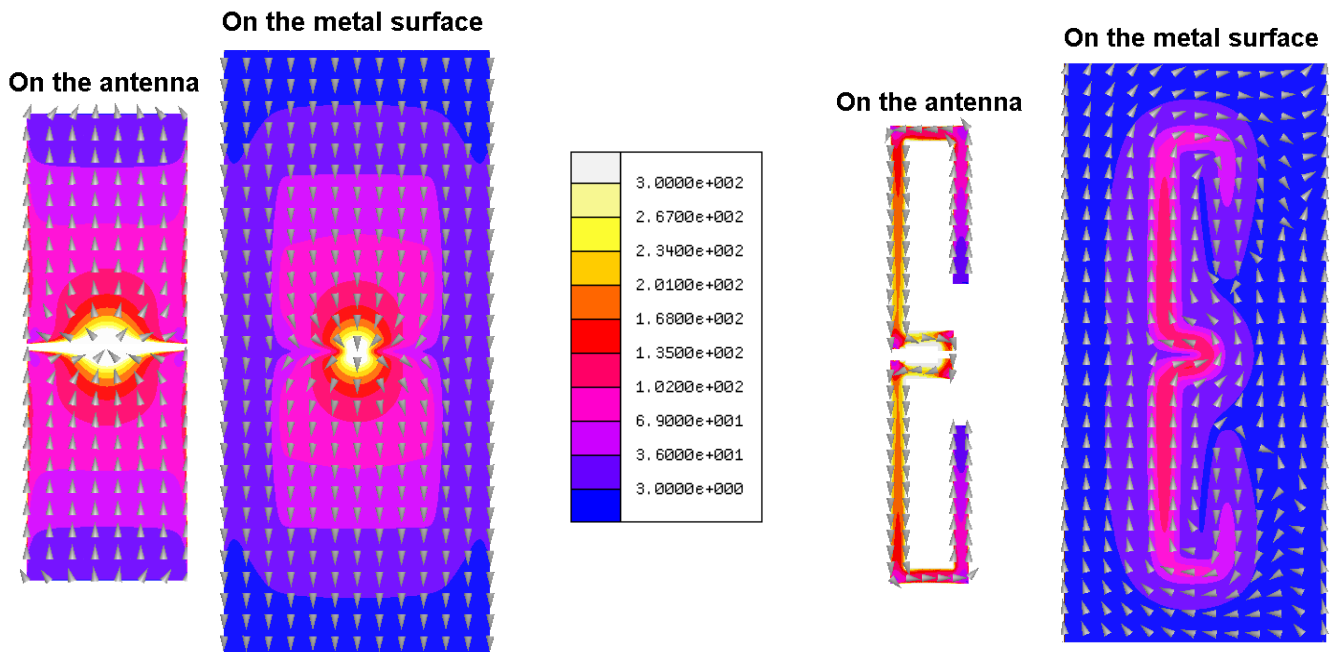 On the metal surface
On the antenna
On the metal surface
On the antenna
3.0000e+002
2.6700e+002
2.3400e+002
2.0100e+002
1.6800e+002
1.3500e+002
1.0200e+002
6.9000e+001
3.6000e+001
3.0000e+000